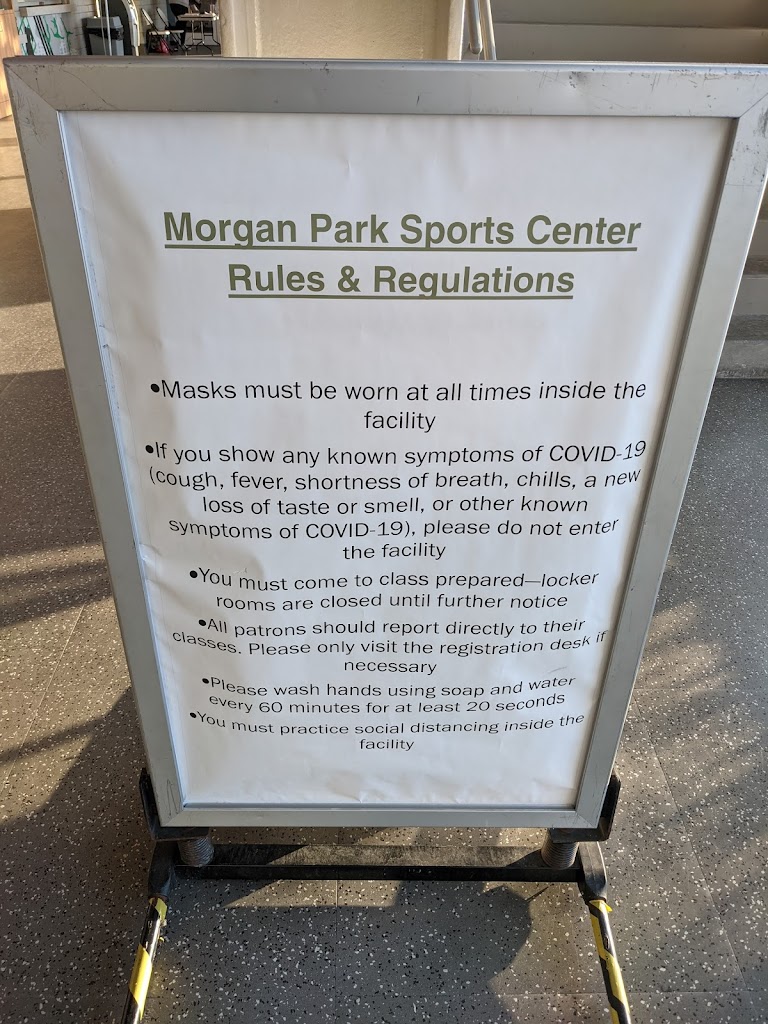 Morgan Park Sports Center
Rules & Regulations
•Masks must be worn at all times inside the
facility
•If you show any known symptoms of COVID-19
(cough, fever, shortness of breath, chills, a new
loss of taste or smell, or other known
symptoms of COVID-19), please do not enter
the facility
•You must come to class prepared—locker
rooms are closed until further notice
•All patrons should report directly to their
classes. Please only visit the registration desk if
necessary
•Please wash hands using soap and water
every 60 minutes for at least 20 seconds
•You must practice social distancing inside the
facility